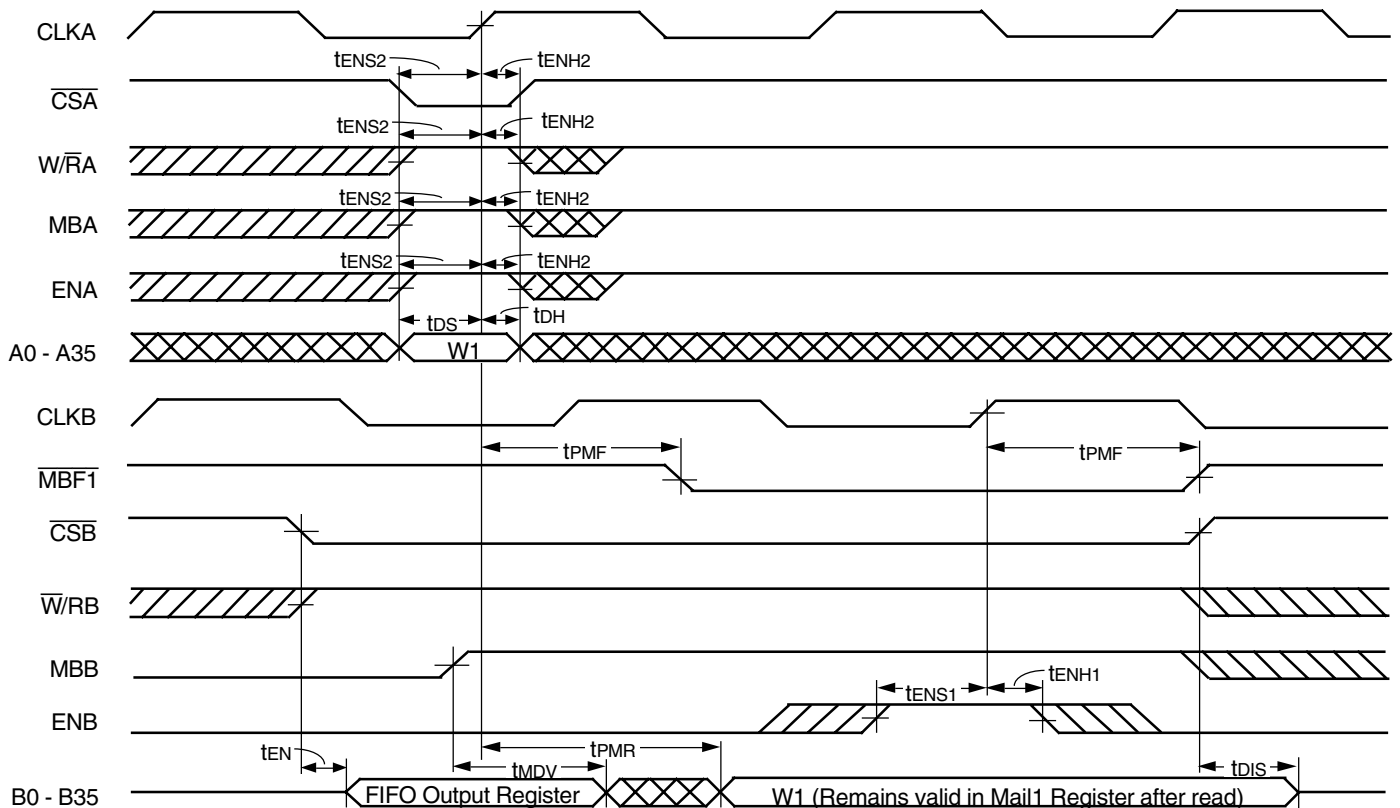 CLKA
tENS2 tENH2
CSA
tENS2 tENH2
W/RA
tENS2 tENH2
MBA
tENS2 tENH2
ENA
tDS tDH
A0 - A35 W1
CLKB
tPMF tPMF
MBF1
CSB
W/RB
MBB
tENS1 tENH1
ENB
tEN tPMR
tMDV tDIS
B0 - B35 FIFO Output Register W1 (Remains valid in Mail1 Register after read)